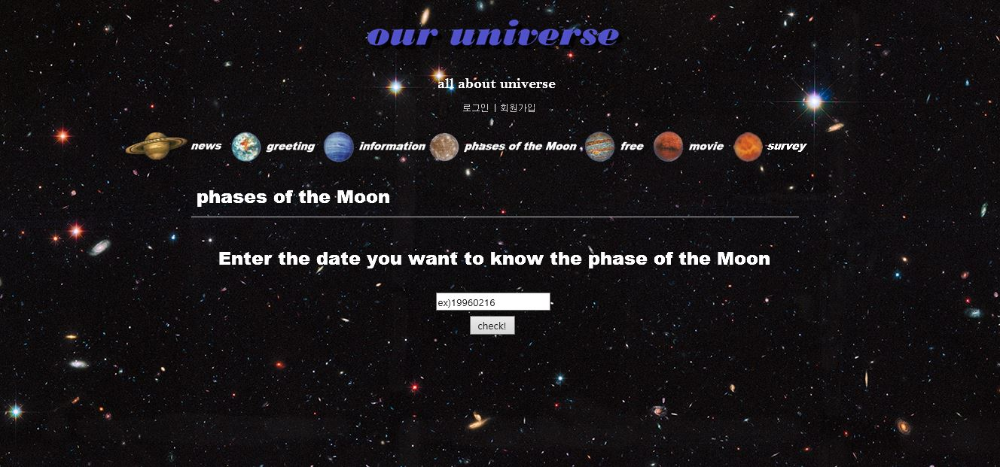 our universe
all about universe
로그인 | 회원가입
news greeting information phases of the Moon free movie survey
phases of the Moon
Enter the date you want to know the phase of the Moon
ex)19960216
check!